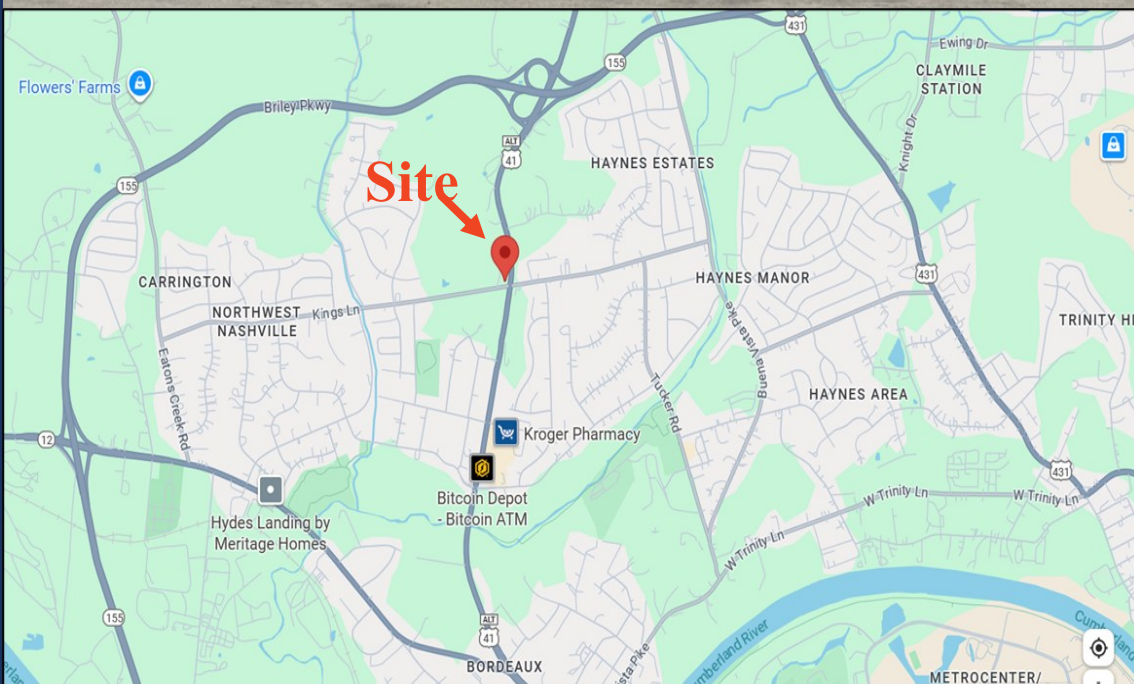 431
Ewing Dr
155
CLAYMILE
STATION
Flowers' Farms
Briley Pkwy
ALT
41
Knight Dr
HAYNES ESTATES
Site
155
431
CARRINGTON
HAYNES MANOR
NORTHWEST
NASHVILLE
Kings Ln
Buena Vista Pike
TRINITY HI
Eatons Creek Rd
Tucker Rd
HAYNES AREA
12
Kroger Pharmacy
431
Bitcoin Depot
- Bitcoin ATM
W Trinity Ln
W Trinity Ln
Hydes Landing by
Meritage Homes
W Trinity Ln
155
ALT
41
Cumberland River
Cumberland
BORDEAUX
sta Pike
METROCENTER/